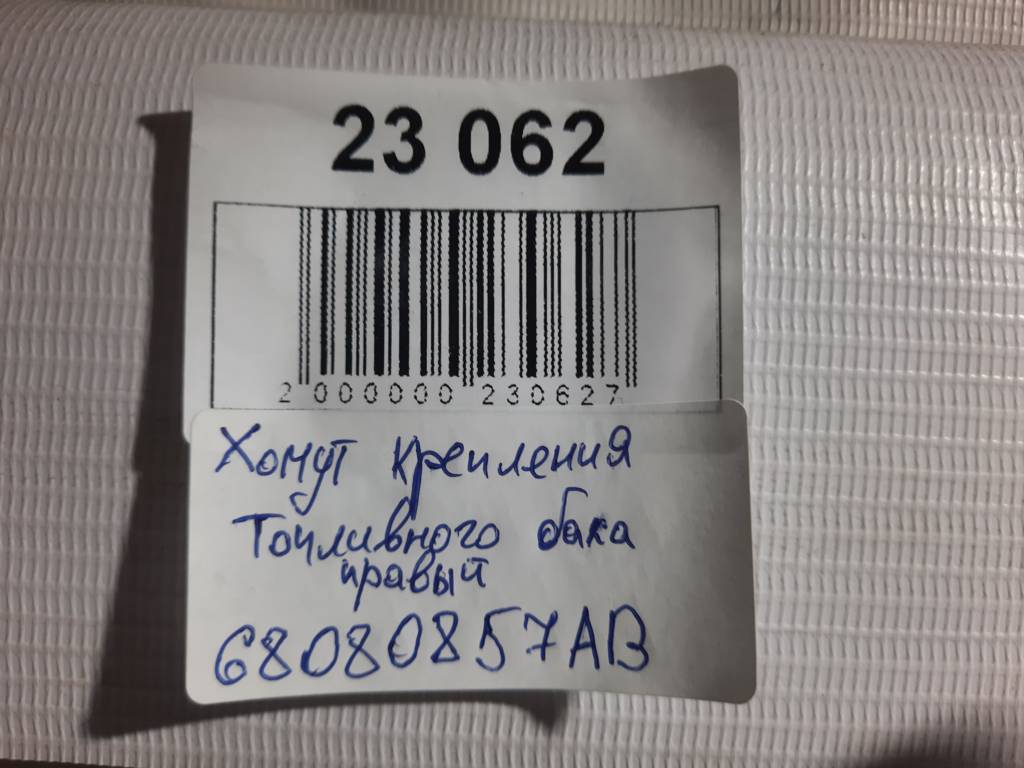 23 062
2 000000 230627
Хомут крепления
Топливного бака
правый
68080857AB